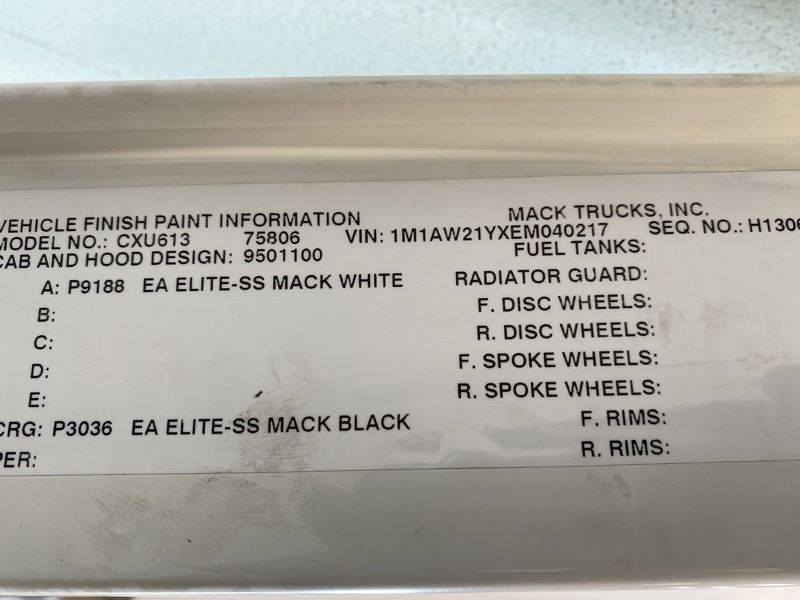 VEHICLE FINISH PAINT INFORMATION MACK TRUCKS, INC.
MODEL NO.: CXU613 75806 VIN: 1M1AW21YXEM040217 SEQ. NO.: H1306
CAB AND HOOD DESIGN: 9501100 FUEL TANKS:
A: P9188 EA ELITE-SS MACK WHITE RADIATOR GUARD:
B: F. DISC WHEELS:
C: R. DISC WHEELS:
D: F. SPOKE WHEELS:
E: R. SPOKE WHEELS:
CRG: P3036 EA ELITE-SS MACK BLACK F. RIMS:
PER: R. RIMS: